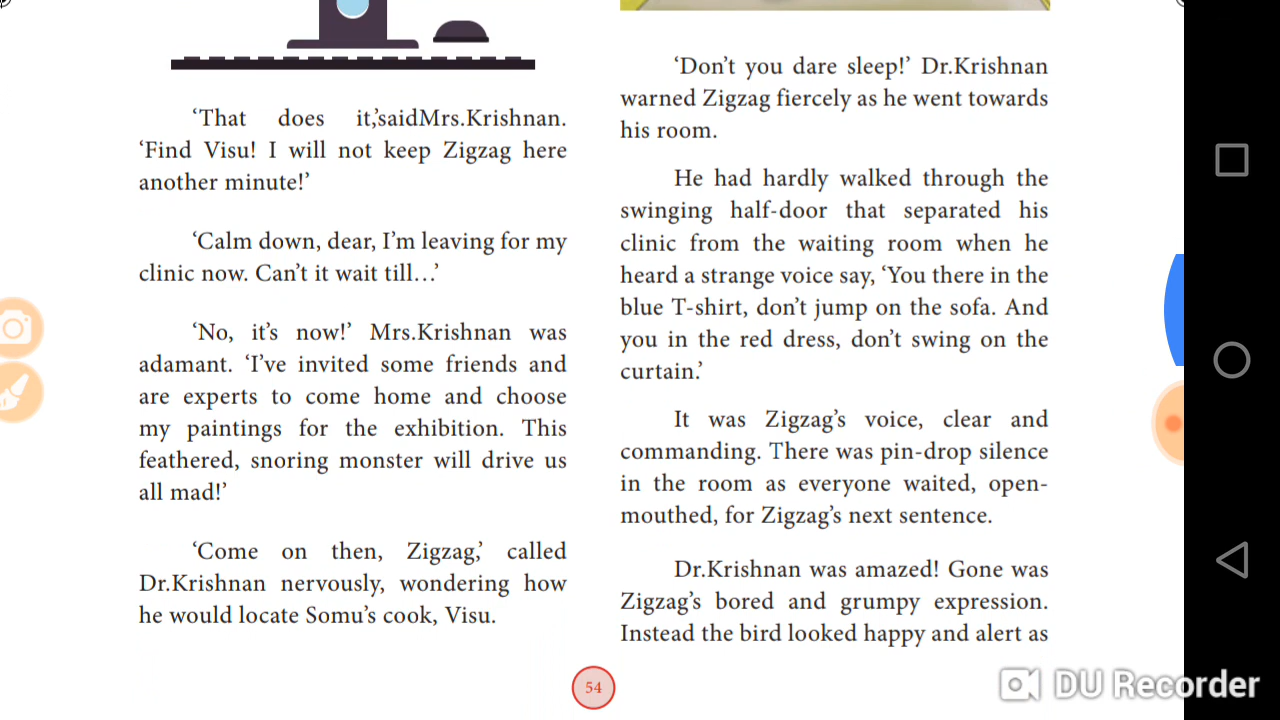 ‘That does it,’saidMrs.Krishnan.
‘Find Visu! I will not keep Zigzag here
another minute!’
‘Calm down, dear, I’m leaving for my
clinic now. Can’t it wait till…’
‘No, it’s now!’ Mrs.Krishnan was
adamant. ‘I’ve invited some friends and
are experts to come home and choose
my paintings for the exhibition. This
feathered, snoring monster will drive us
all mad!’
‘Come on then, Zigzag,’ called
Dr.Krishnan nervously, wondering how
he would locate Somu’s cook, Visu.
‘Don’t you dare sleep!’ Dr.Krishnan
warned Zigzag fiercely as he went towards
his room.
He had hardly walked through the
swinging half-door that separated his
clinic from the waiting room when he
heard a strange voice say, ‘You there in the
blue T-shirt, don’t jump on the sofa. And
you in the red dress, don’t swing on the
curtain.’
It was Zigzag’s voice, clear and
commanding. There was pin-drop silence
in the room as everyone waited, open-
mouthed, for Zigzag’s next sentence.
Dr.Krishnan was amazed! Gone was
Zigzag’s bored and grumpy expression.
Instead the bird looked happy and alert as
54
DU Recorder